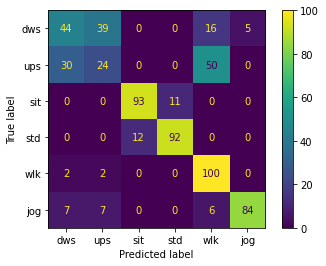 100
dws 44 39 0 0 16 5
80
ups 30 24 0 0 50 0
sit 0 0 93 11 0 0
60
True label
std 0 0 12 92 0 0
40
wlk 2 2 0 0 100 0
20
jog 7 7 0 0 6 84
0
dws ups sit std wlk jog
Predicted label